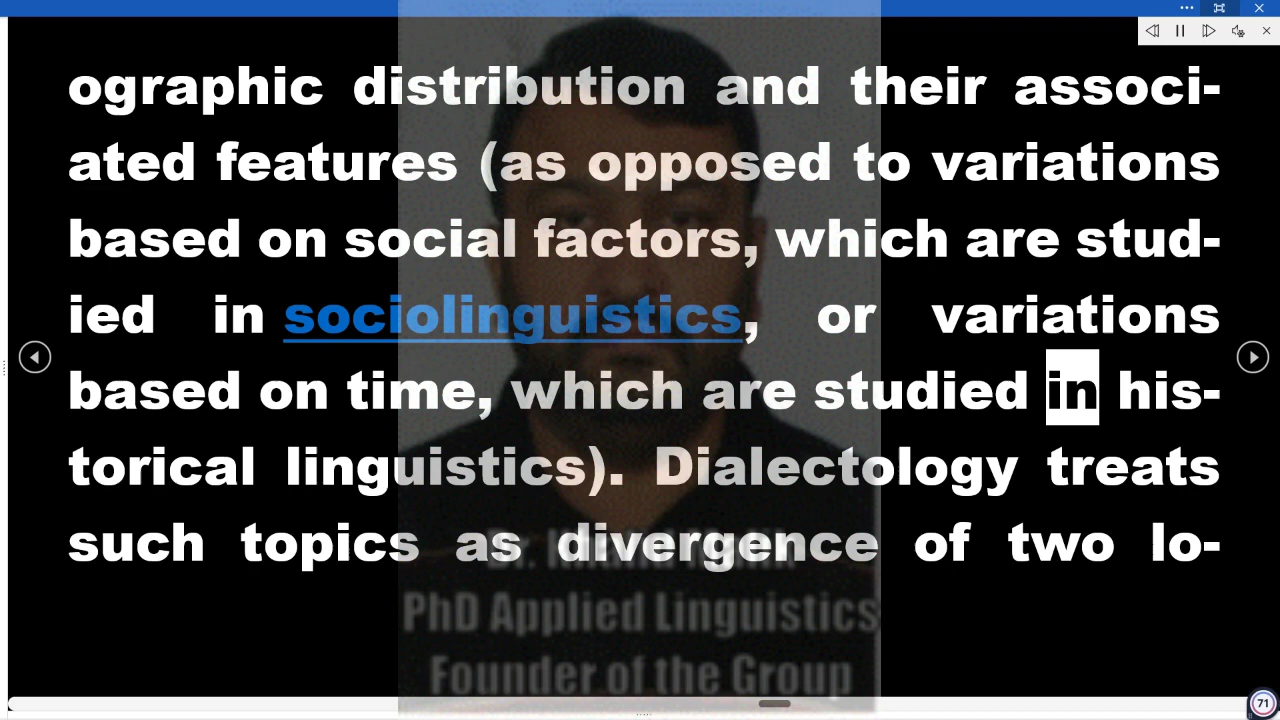 ographic distribution and their associ-
ated features (as opposed to variations
based on social factors, which are stud-
ied in sociolinguistics, or variations
based on time, which are studied in his-
torical linguistics). Dialectology treats
such topics as divergence of two lo-
Dr.
PhD Applied Linguistics
Founder of the Group
71